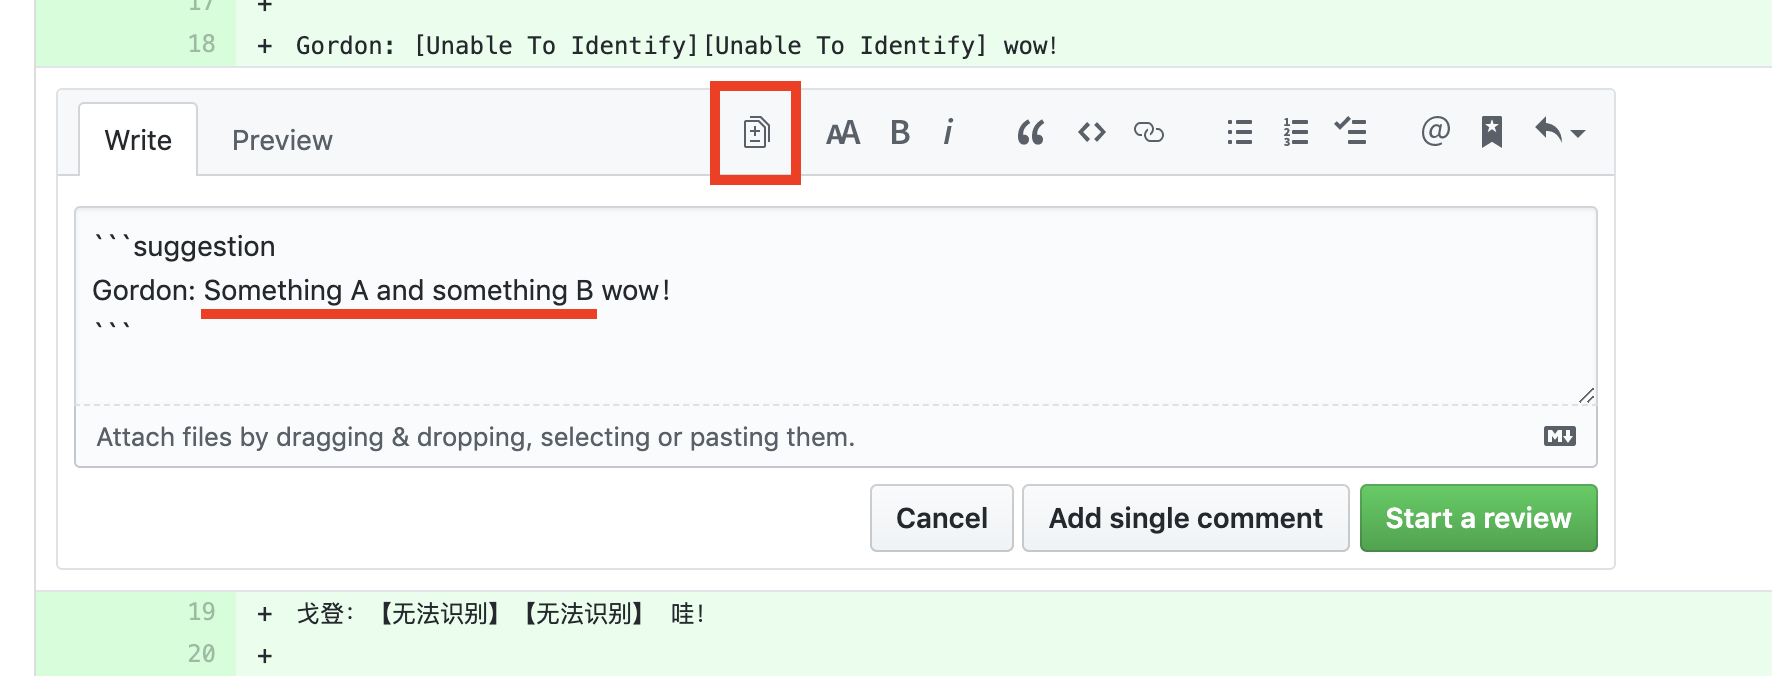 17 +
18 + Gordon: [Unable To Identify][Unable To Identify] wow!
Write Preview AA B i @
```suggestion
Gordon: Something A and something B wow!
```
Attach files by dragging & dropping, selecting or pasting them. M↓
Cancel Add single comment Start a review
19 + 戈登：【无法识别】【无法识别】 哇！
20 +